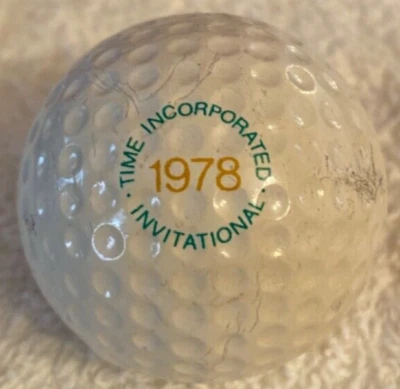 · TIME INCORPORATED ·
1978
INVITATIONAL